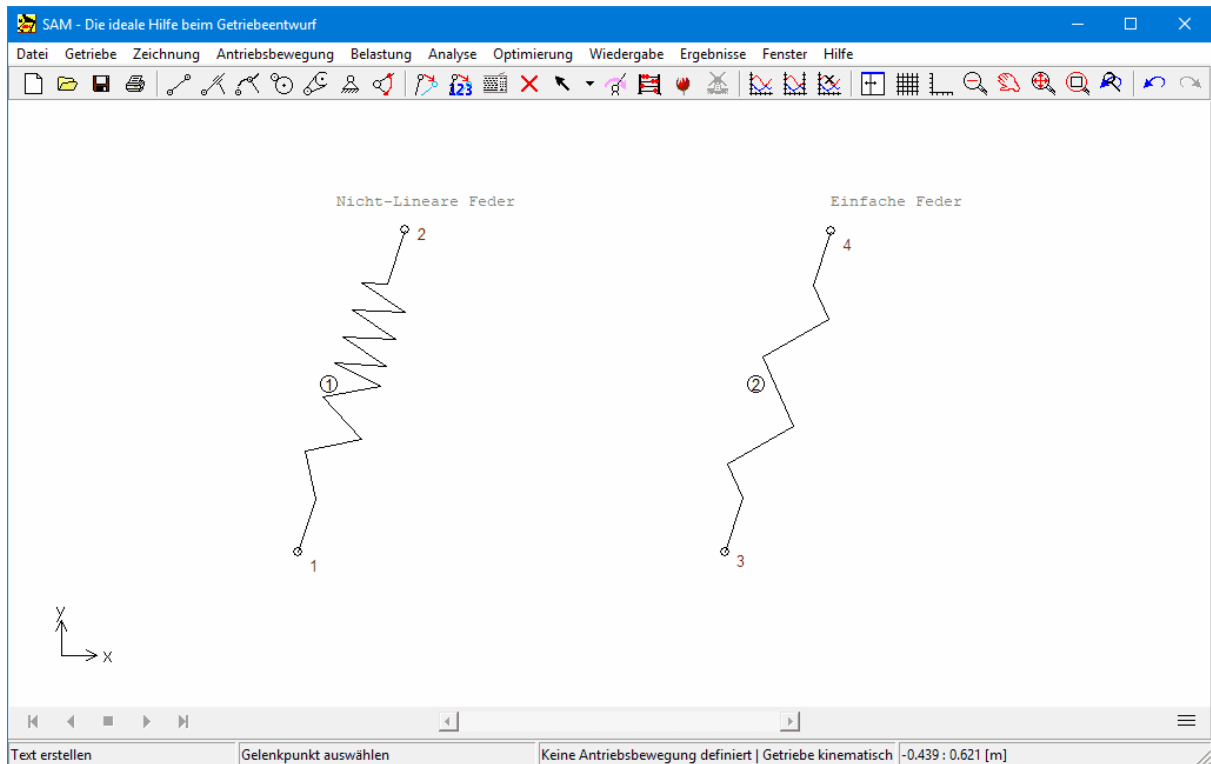 SAM - Die ideale Hilfe beim Getriebeentwurf
Datei Getriebe Zeichnung Antriebsbewegung Belastung Analyse Optimierung Wiedergabe Ergebnisse Fenster Hilfe
123
Nicht-Lineare Feder Einfache Feder
2 4
1 2
1 3
y
x
Text erstellen Gelenkpunkt auswählen Keine Antriebsbewegung definiert | Getriebe kinematisch -0.439 : 0.621 [m]